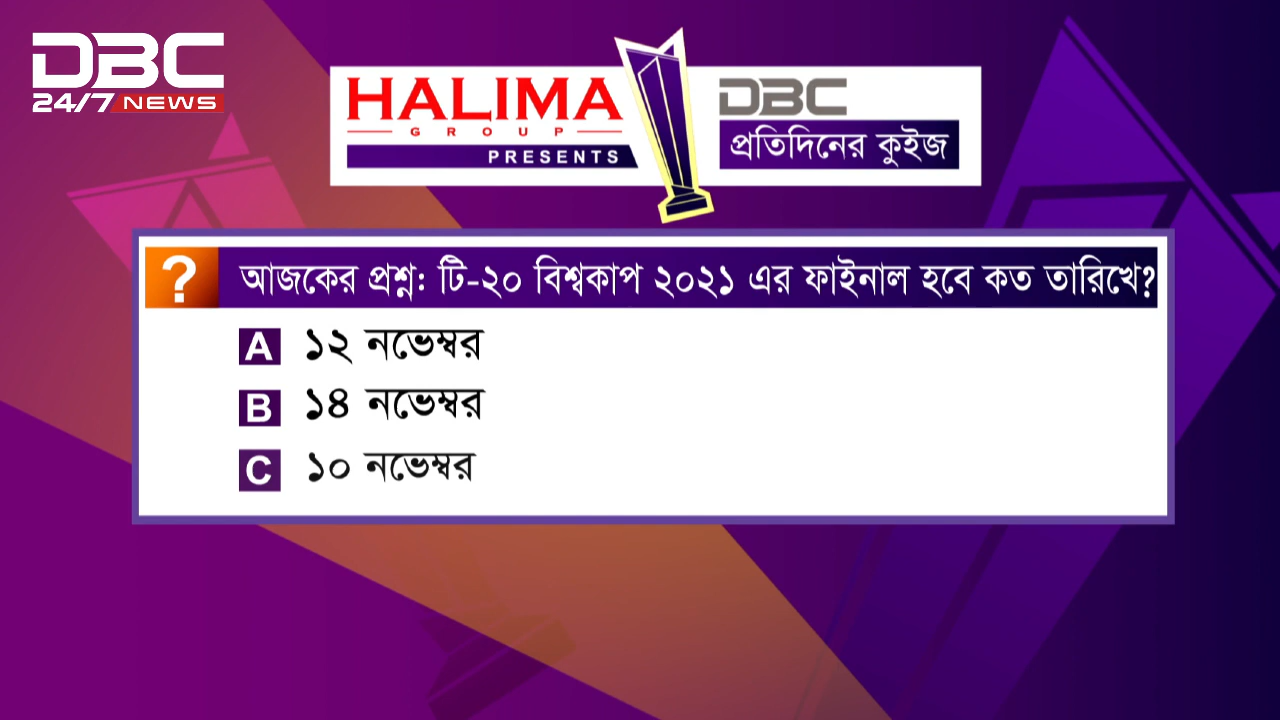 DBC
24/7 NEWS
HALIMA
GROUP
PRESENTS
DBC
প্রতিদিনের কুইজ
? আজকের প্রশ্ন: টি-২০ বিশ্বকাপ ২০২১ এর ফাইনাল হবে কত তারিখে?
A ১২ নভেম্বর
B ১৪ নভেম্বর
C ১০ নভেম্বর